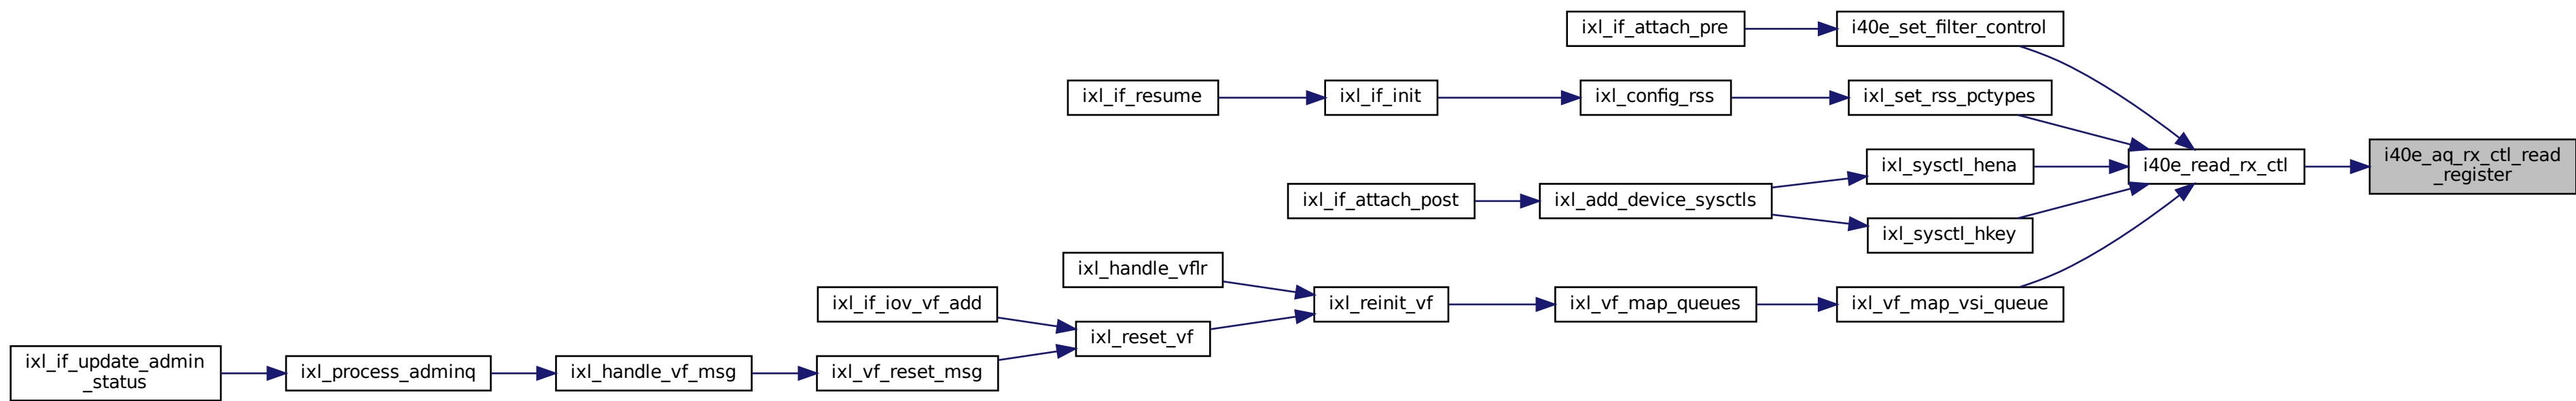 ixl_if_attach_pre
i40e_set_filter_control
ixl_if_resume
ixl_if_init
ixl_config_rss
ixl_set_rss_pctypes
ixl_sysctl_hena
i40e_read_rx_ctl
i40e_aq_rx_ctl_read
_register
ixl_if_attach_post
ixl_add_device_sysctls
ixl_sysctl_hkey
ixl_handle_vflr
ixl_if_iov_vf_add
ixl_reinit_vf
ixl_vf_map_queues
ixl_vf_map_vsi_queue
ixl_reset_vf
ixl_if_update_admin
_status
ixl_process_adminq
ixl_handle_vf_msg
ixl_vf_reset_msg